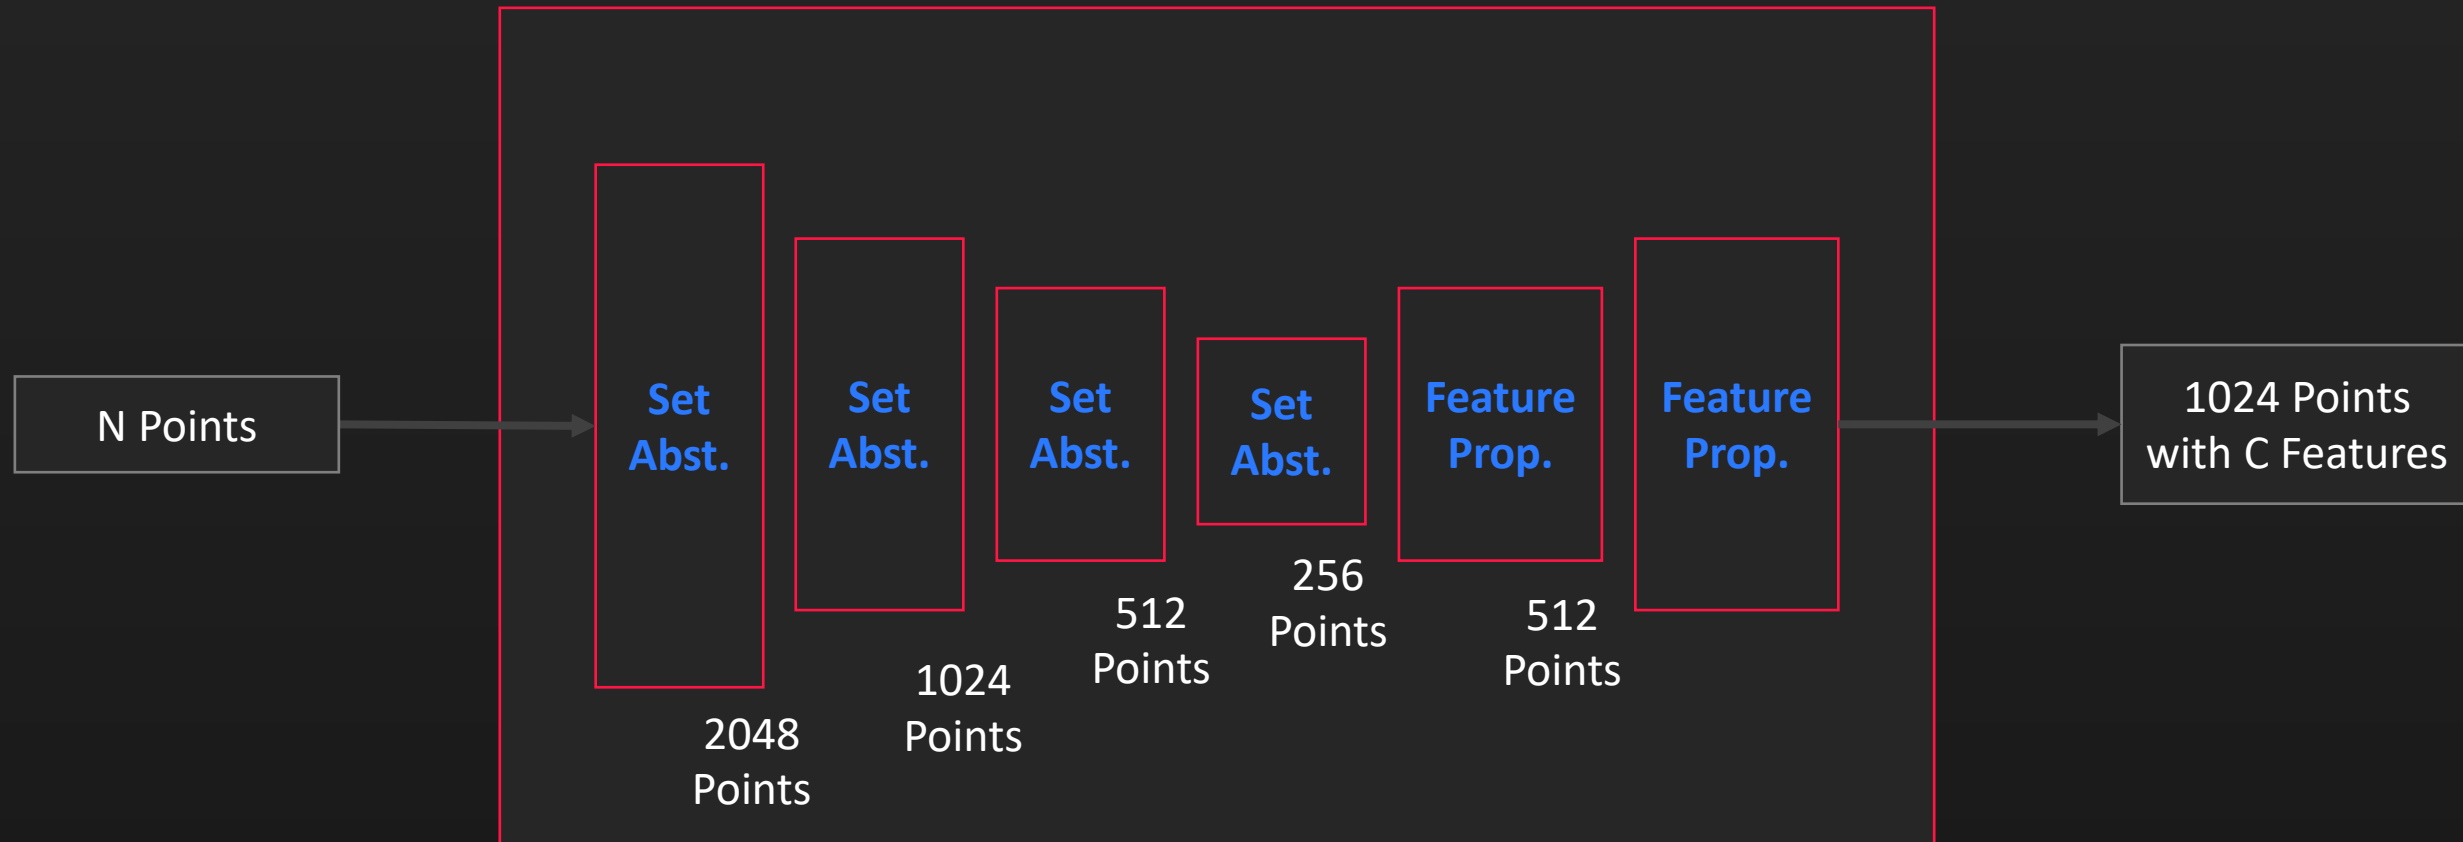 N Points
Set
Abst.
2048
Points
Set
Abst.
1024
Points
Set
Abst.
512
Points
Set
Abst.
256
Points
Feature
Prop.
512
Points
Feature
Prop.
1024 Points
with C Features